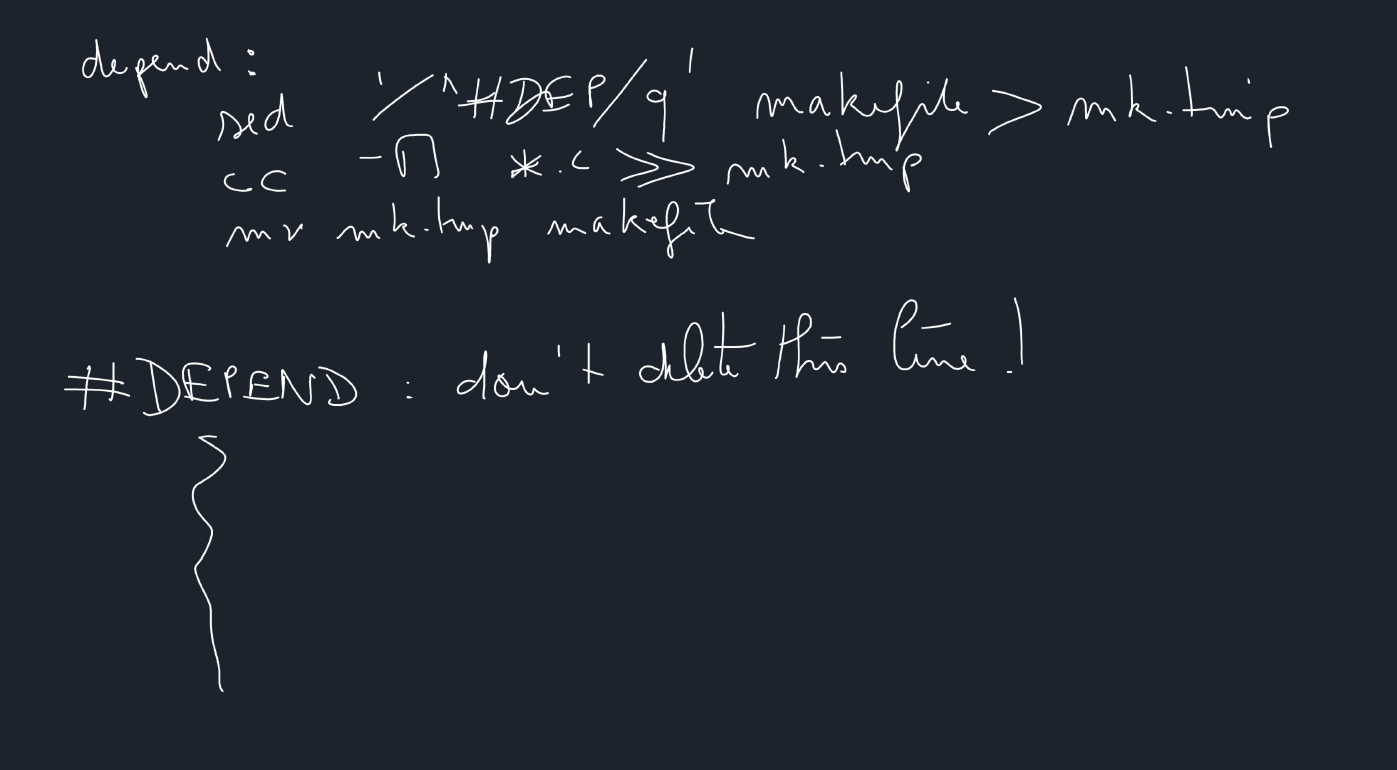 depend :
sed '/^#DEP/q' makefile > mk.tmp
cc -M *.c >> mk.tmp
mv mk.tmp makefile
#DEPEND : don't delete this line !